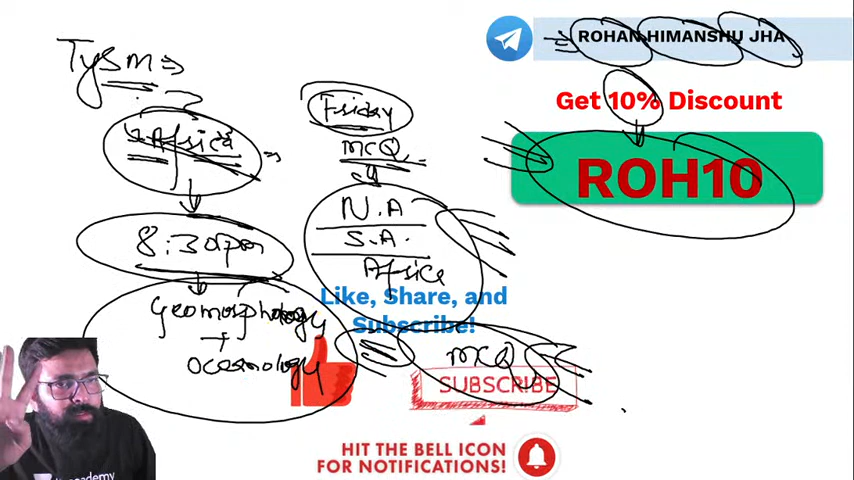 Tysm
Africa
8:30pm
Geomorphology
+
Oceanology
Friday
MCQ
N.A
S.A.
Africa
MCQ
ROHAN HIMANSHU JHA
Get 10% Discount
ROH10
Like, Share, and
Subscribe!
SUBSCRIBE
HIT THE BELL ICON
FOR NOTIFICATIONS!